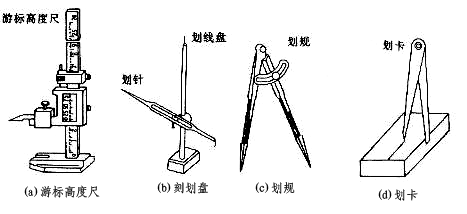 游标高度尺
划线盘
划针
划规
划卡
(a) 游标高度尺
(b) 刻划盘
(c) 划规
(d) 划卡